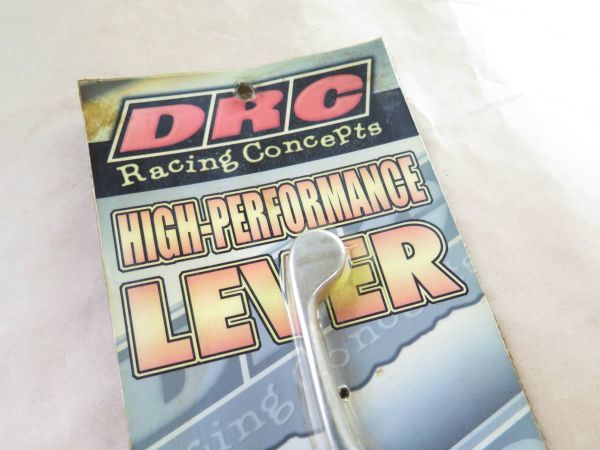 DRC
Racing Concepts
HIGH-PERFORMANCE
LEVER